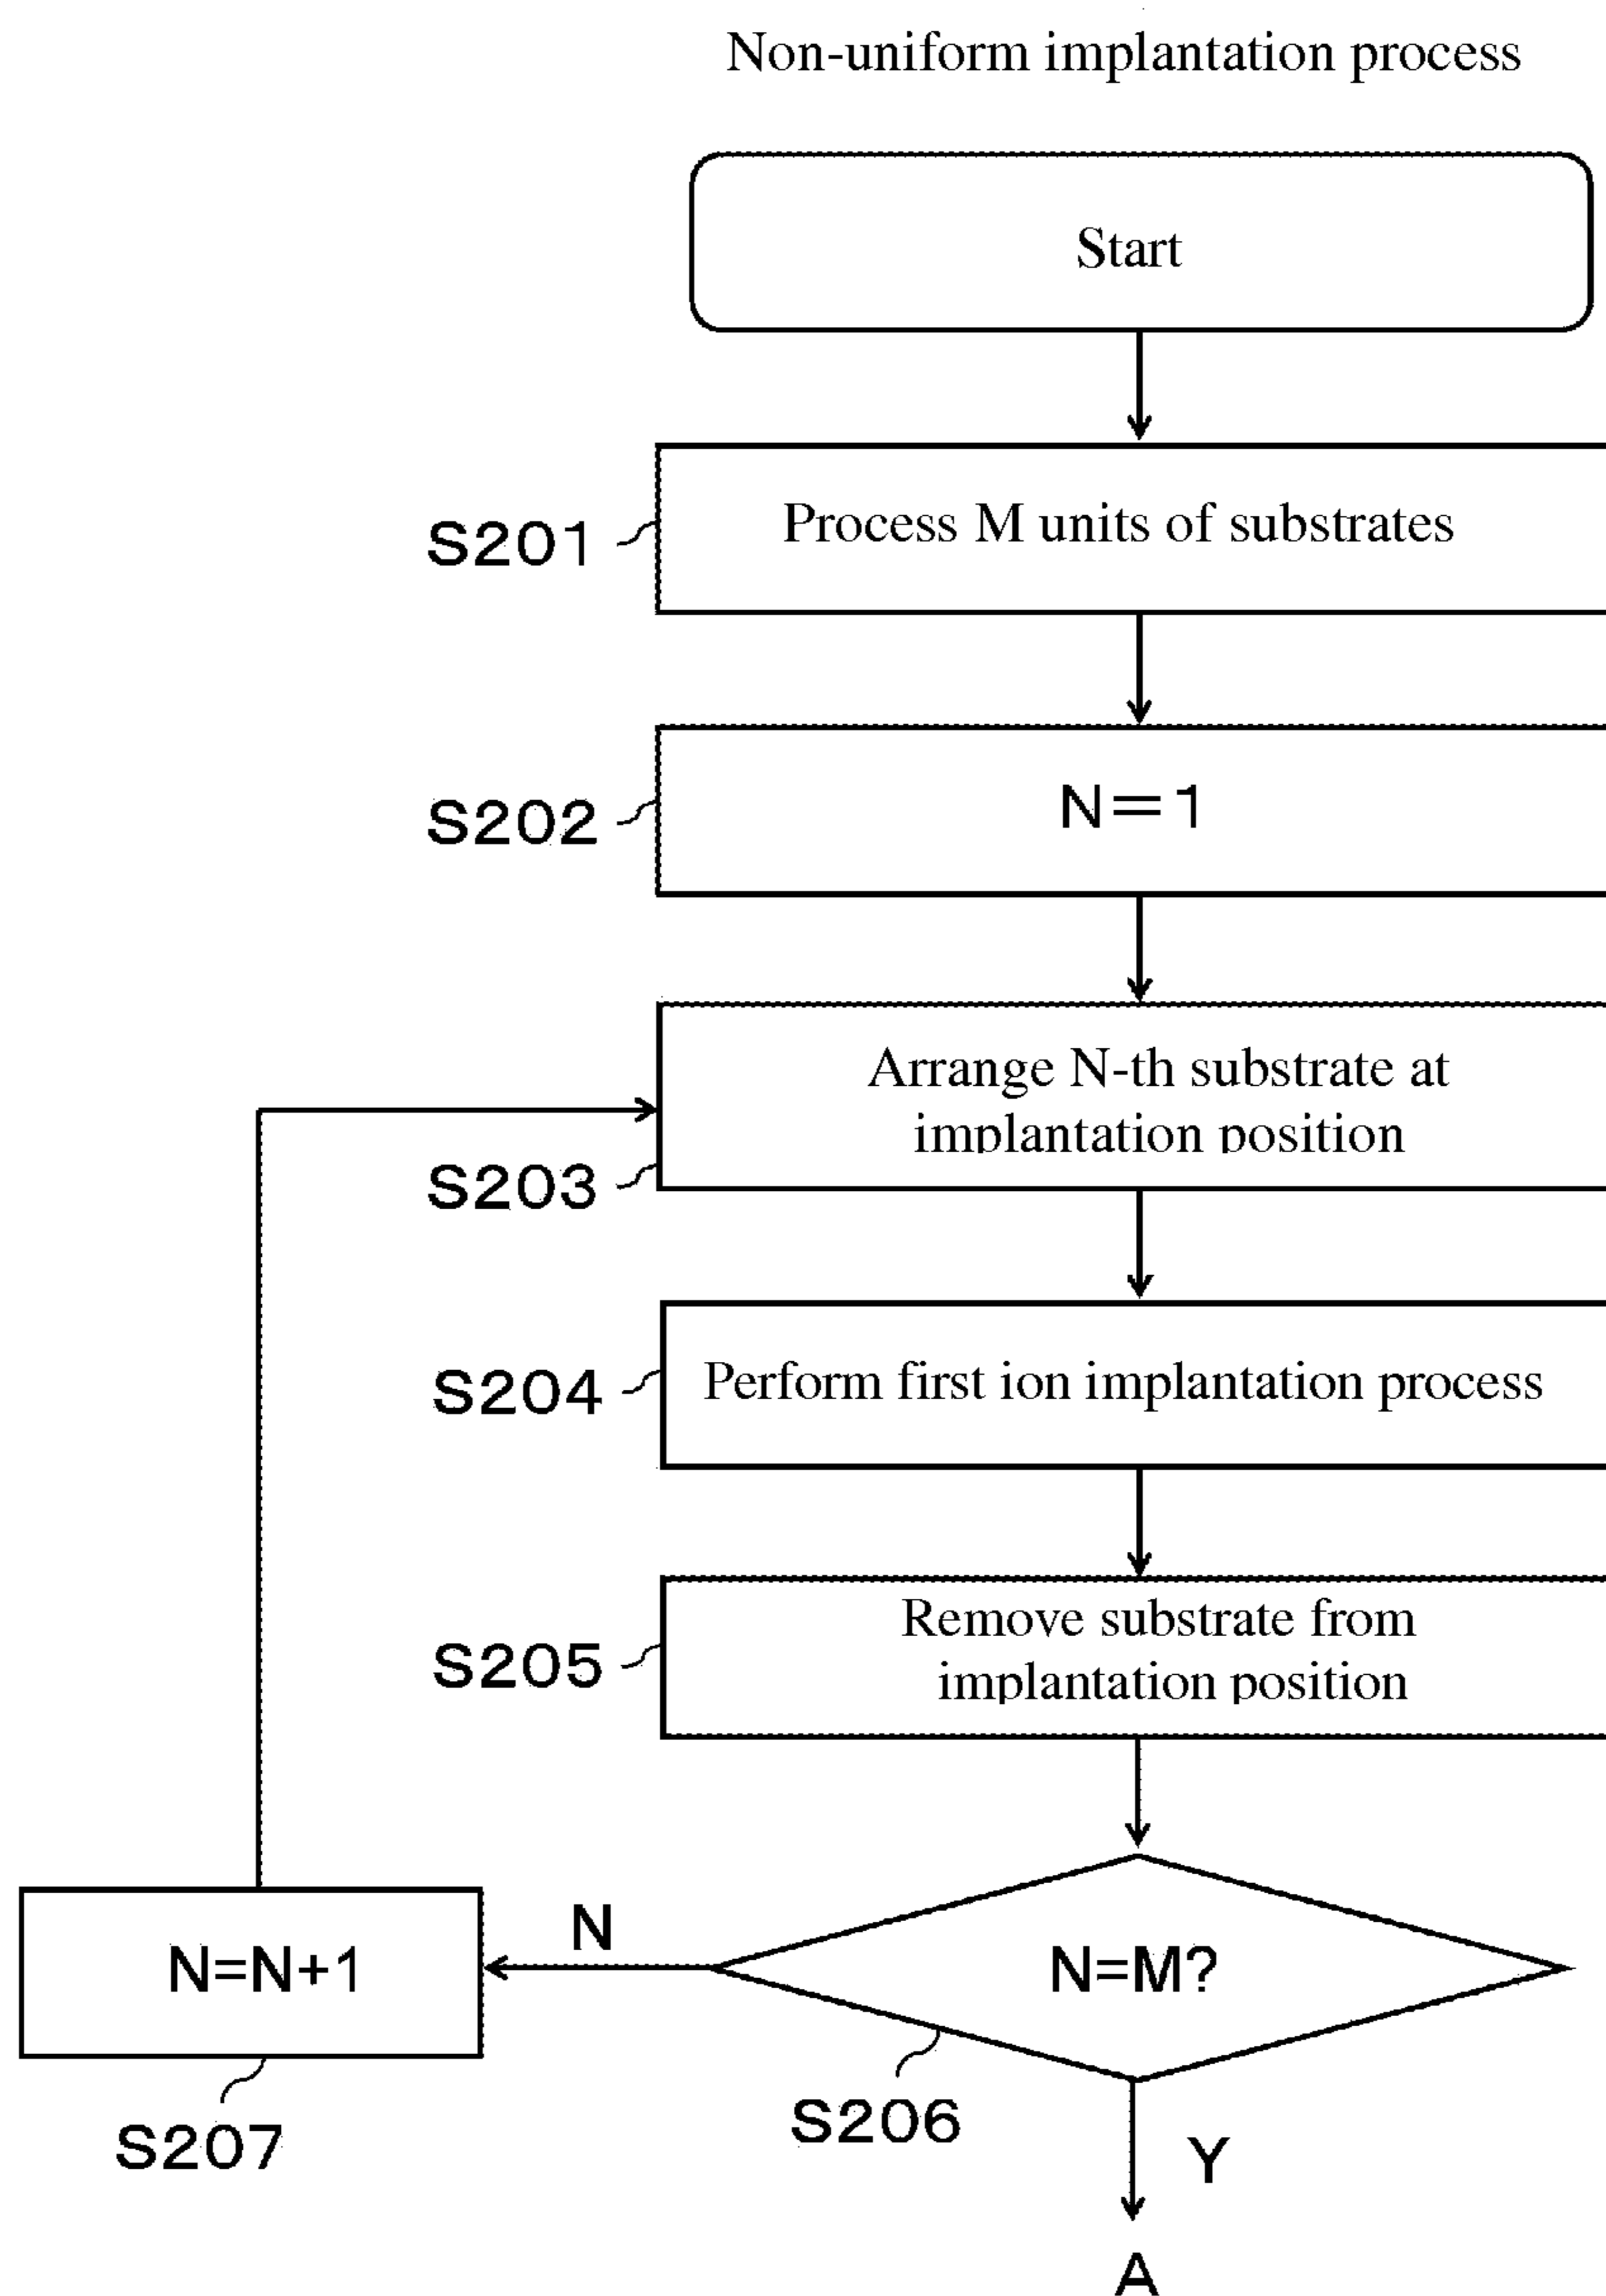 Non-uniform implantation process
Start
S201
Process M units of substrates
S202
N=1
Arrange N-th substrate at
implantation position
S203
S204
Perform first ion implantation process
Remove substrate from
implantation position
S205
N=N+1
N
N=M?
S207
S206
Y
A